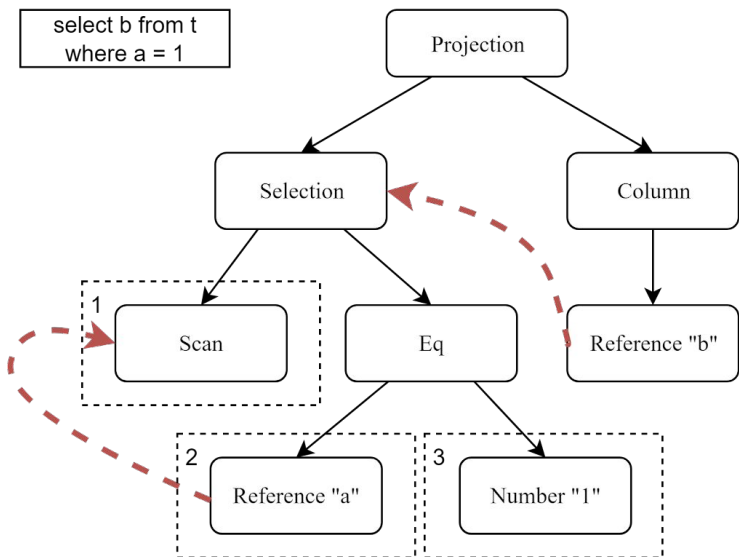 select b from t
where a = 1
Projection
Selection
Column
1
Scan
Eq
Reference "b"
2
Reference "a"
3
Number "1"